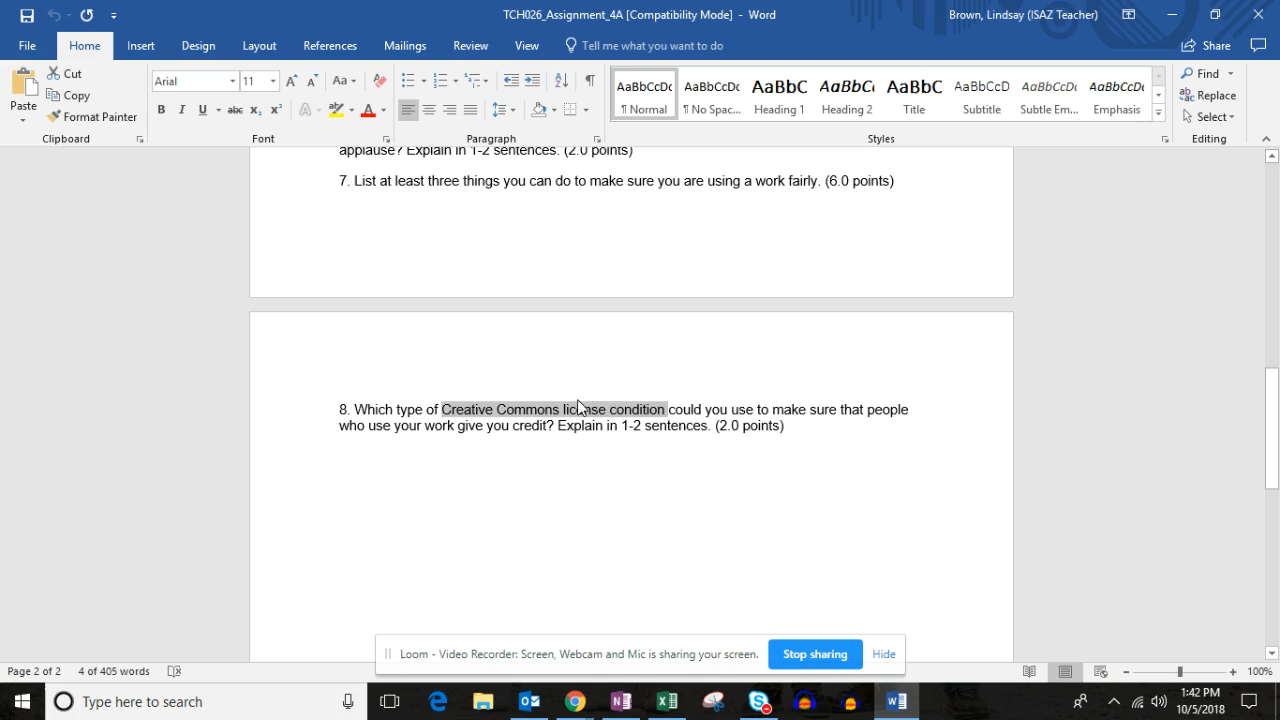 TCH026_Assignment_4A [Compatibility Mode] - Word
Brown, Lindsay (ISAZ Teacher)
File Home Insert Design Layout References Mailings Review View Tell me what you want to do Share
Paste Cut
Copy
Format Painter
Clipboard
Arial 11
Font
Paragraph
AaBbCcDc AaBbCcDc AaBbC AaBbC AaBbC AaBbCcD AaBbCcDc AaBbCcDc
¶ Normal ¶ No Spac... Heading 1 Heading 2 Title Subtitle Subtle Em... Emphasis
Styles
Find
Replace
Select
Editing
applause? Explain in 1-2 sentences. (2.0 points)
7. List at least three things you can do to make sure you are using a work fairly. (6.0 points)
8. Which type of Creative Commons license condition could you use to make sure that people
who use your work give you credit? Explain in 1-2 sentences. (2.0 points)
Loom - Video Recorder: Screen, Webcam and Mic is sharing your screen. Stop sharing Hide
Page 2 of 2 4 of 405 words 100%
Type here to search
1:42 PM
10/5/2018